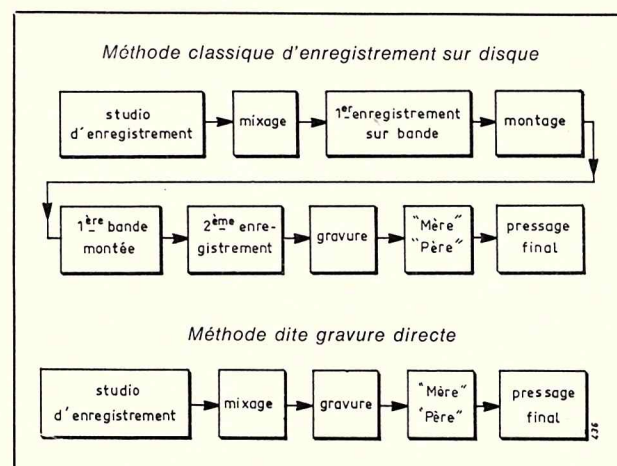 Méthode classique d'enregistrement sur disque
studio
d'enregistrement
mixage
1er enregistrement
sur bande
montage
1ère bande
montée
2ème enre-
gistrement
gravure
"Mère"
"Père"
pressage
final
Méthode dite gravure directe
studio
d'enregistrement
mixage
gravure
"Mère"
'Père"
pressage
final
436